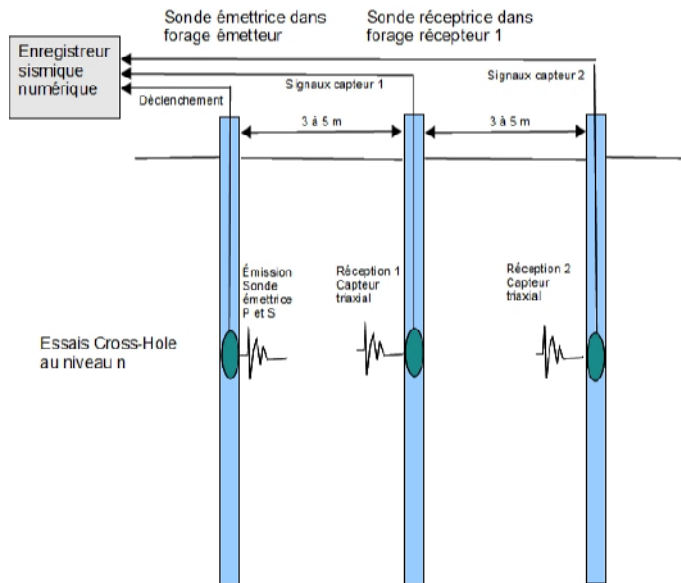 Sonde émettrice dans
forage émetteur
Sonde réceptrice dans
forage récepteur 1
Enregistreur
sismique
numérique
Signaux capteur 2
Signaux capteur 1
Déclenchement
3 à 5 m
3 à 5 m
Émission
Sonde
émettrice
P et S
Réception 1
Capteur
triaxial
Réception 2
Capteur
triaxial
Essais Cross-Hole
au niveau n